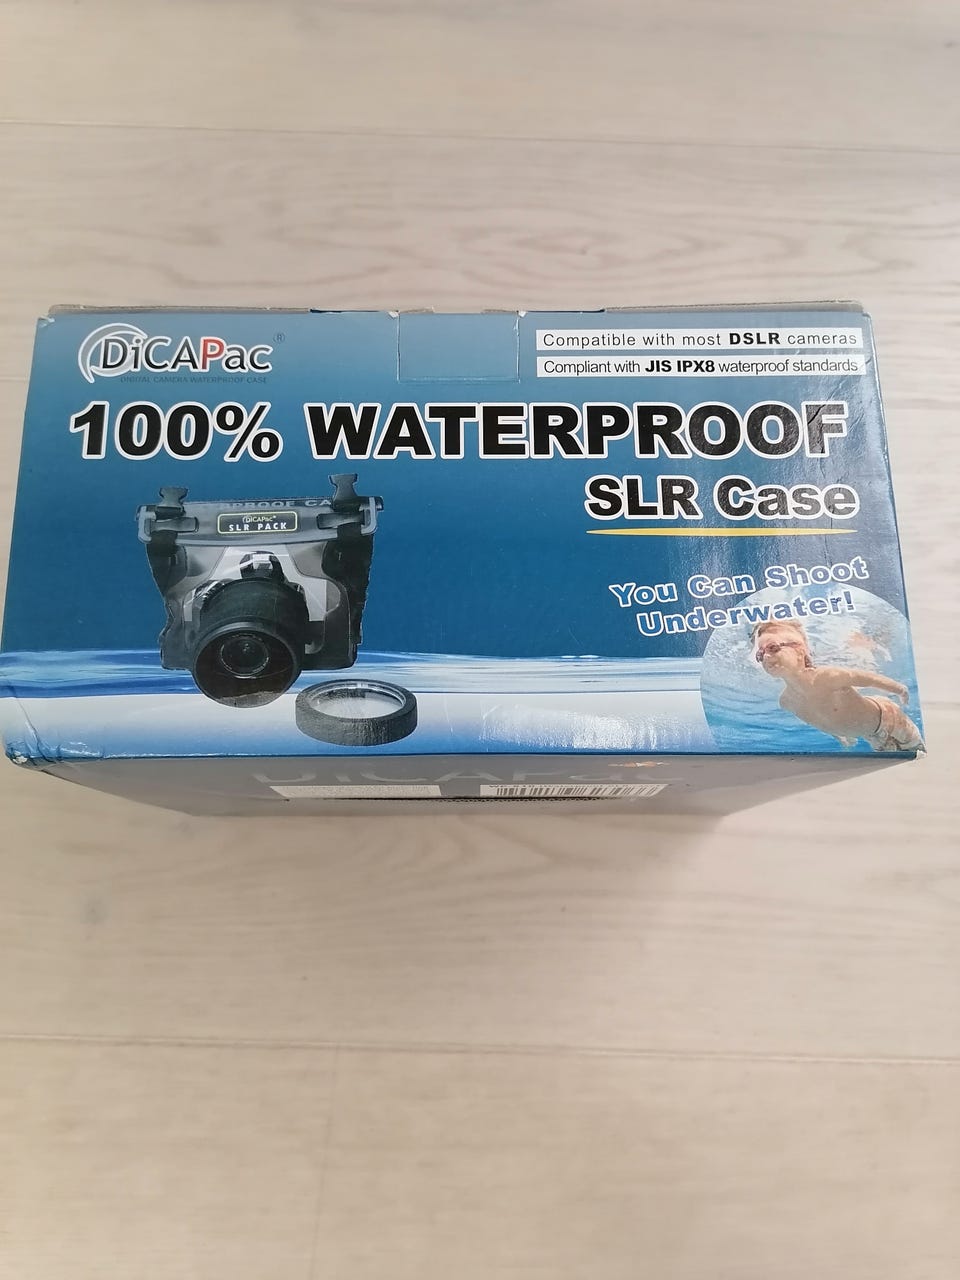 DiCAPac®
DIGITAL CAMERA WATERPROOF CASE
Compatible with most DSLR cameras
Compliant with JIS IPX8 waterproof standards
100% WATERPROOF
SLR Case
DiCAPac
SLR PACK
You Can Shoot
Underwater!
DiCAPac